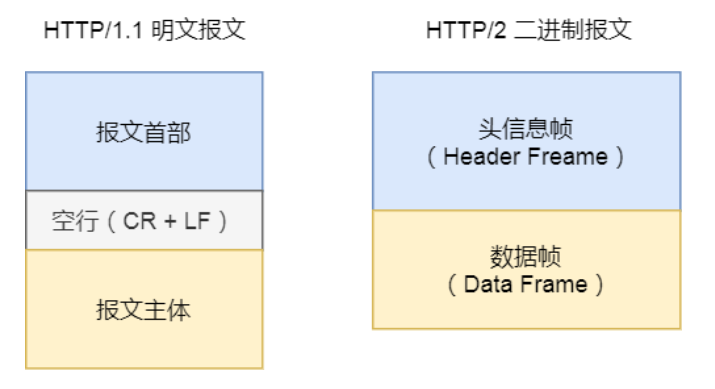 HTTP/1.1 明文报文
HTTP/2 二进制报文
报文首部
空行（CR + LF）
报文主体
头信息帧
（Header Freame）
数据帧
（Data Frame）